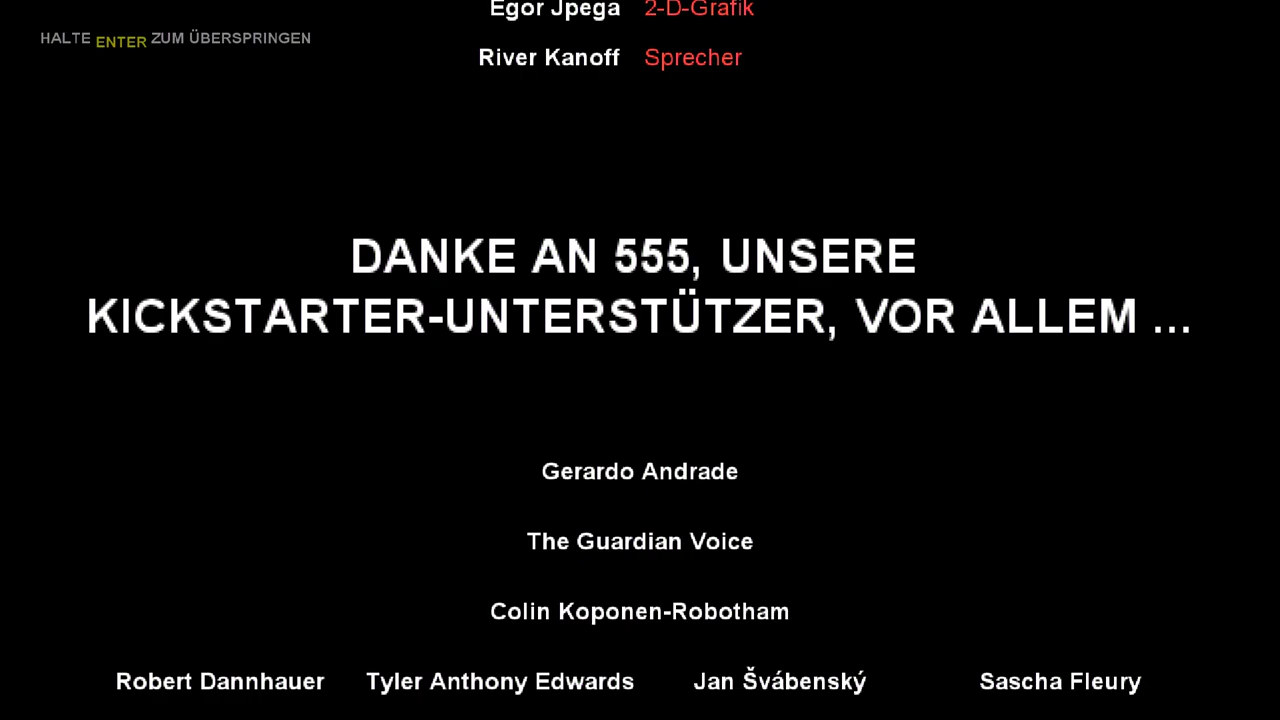 Egor Jpega 2-D-Grafik
HALTE ENTER ZUM ÜBERSPRINGEN
River Kanoff Sprecher
DANKE AN 555, UNSERE
KICKSTARTER-UNTERSTÜTZER, VOR ALLEM ...
Gerardo Andrade
The Guardian Voice
Colin Koponen-Robotham
Robert Dannhauer Tyler Anthony Edwards Jan Švábenský Sascha Fleury